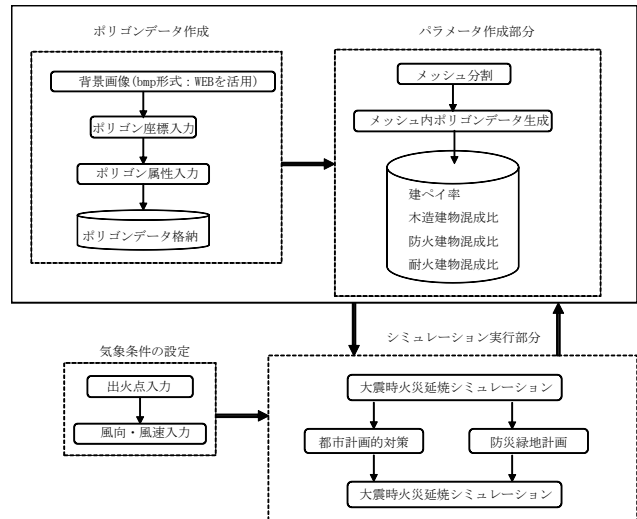 ポリゴンデータ作成
背景画像(bmp形式：WEBを活用)
ポリゴン座標入力
ポリゴン属性入力
ポリゴンデータ格納
パラメータ作成部分
メッシュ分割
メッシュ内ポリゴンデータ生成
建ペイ率
木造建物混成比
防火建物混成比
耐火建物混成比
気象条件の設定
出火点入力
風向・風速入力
シミュレーション実行部分
大震時火災延焼シミュレーション
都市計画的対策
防災緑地計画
大震時火災延焼シミュレーション